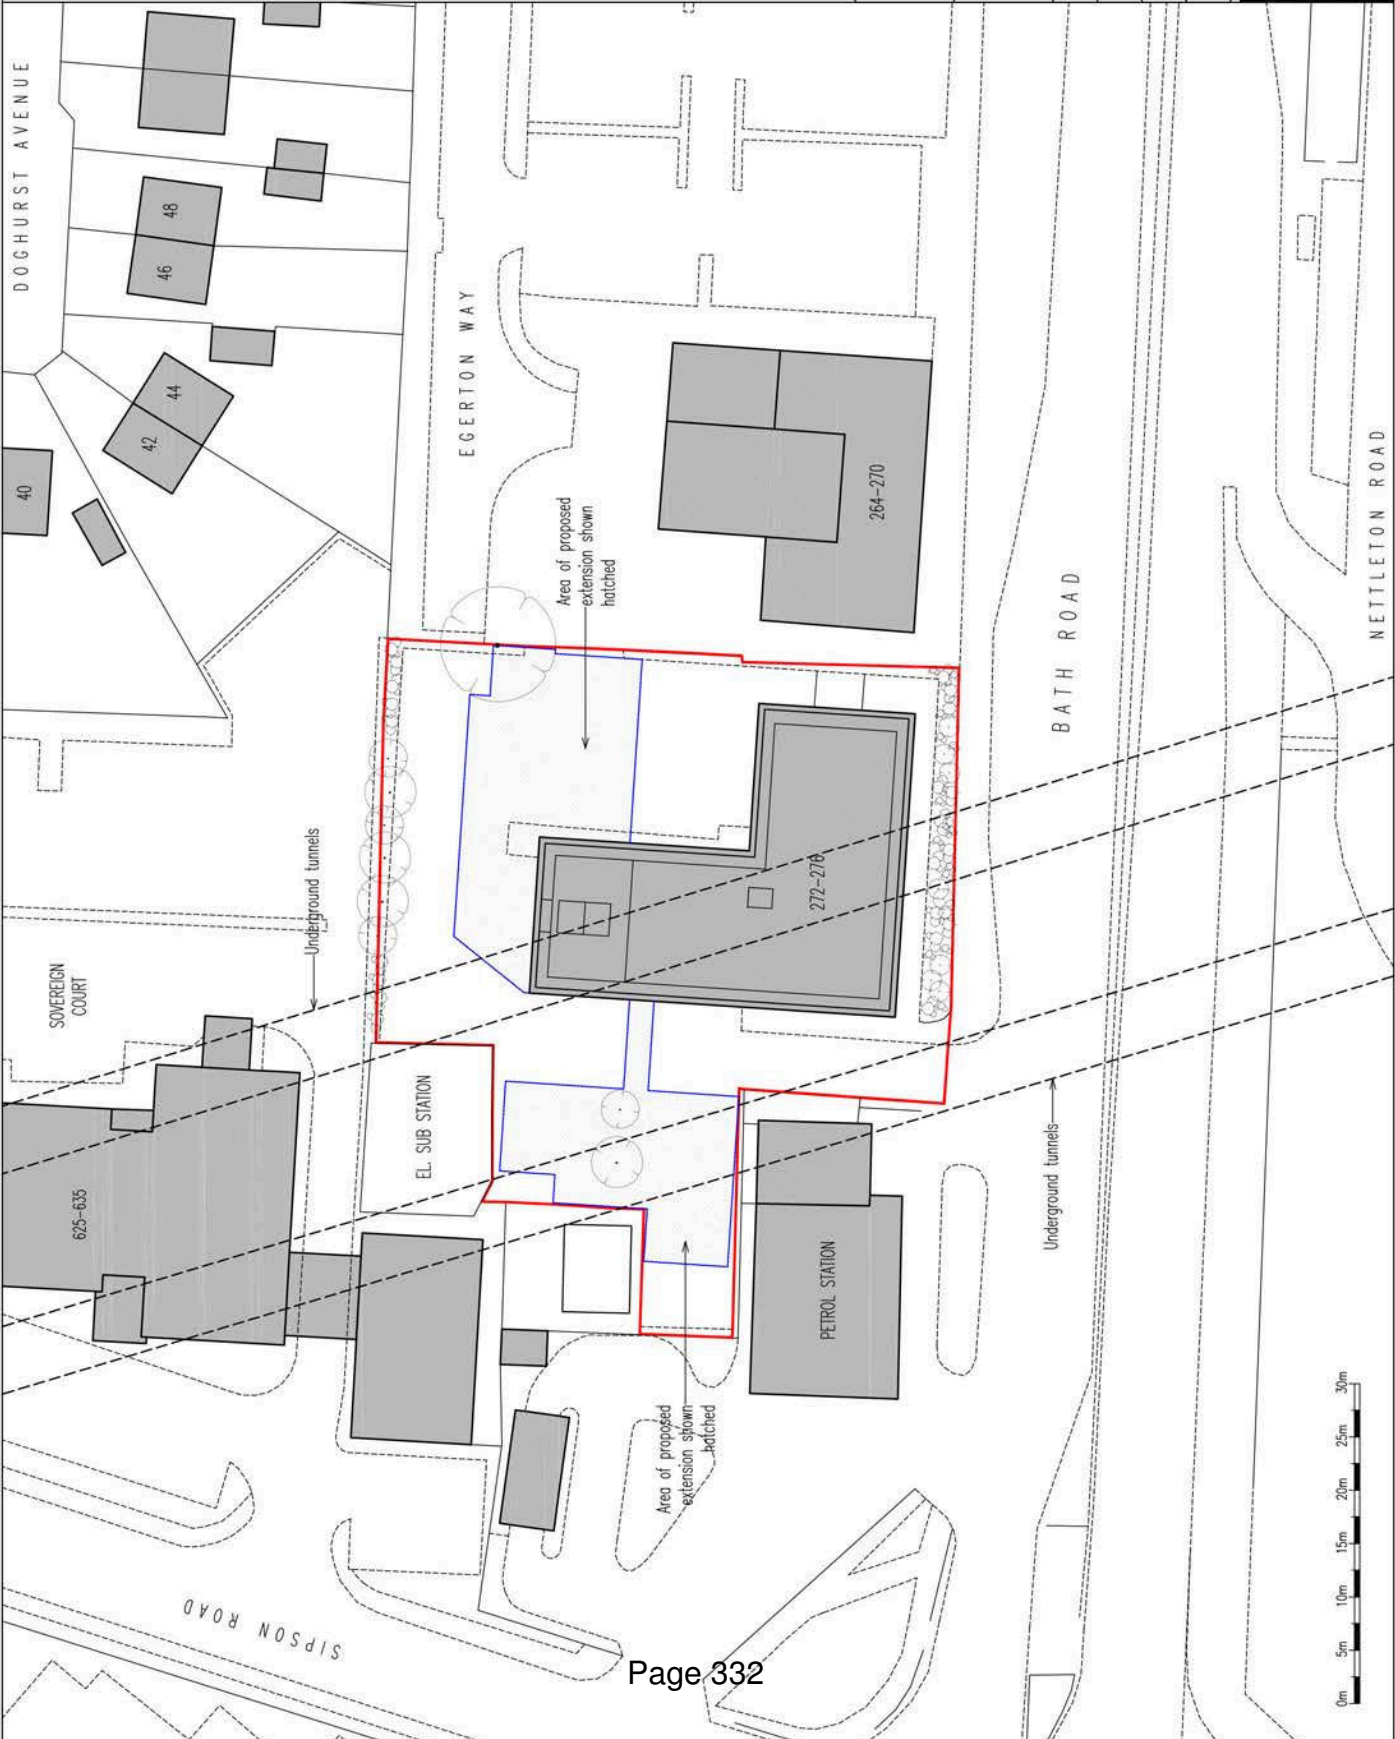 DOGHURST AVENUE
48
46
44
42
40
EGERTON WAY
Area of proposed
extension shown
hatched
264-270
BATH ROAD
NETTLETON ROAD
Underground tunnels
SOVEREIGN
COURT
272-276
EL. SUB STATION
625-635
PETROL STATION
Underground tunnels
Area of proposed
extension shown
hatched
SIPSON ROAD
0m 5m 10m 15m 20m 25m 30m
Page 332